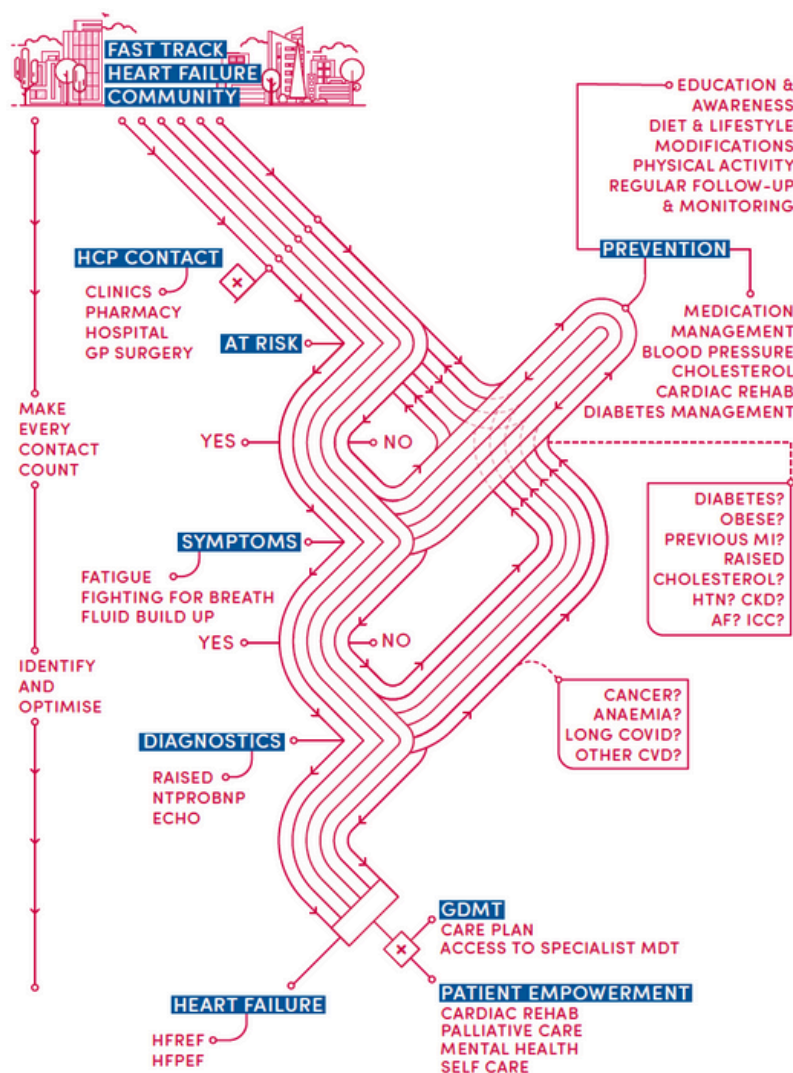 FAST TRACK
HEART FAILURE
COMMUNITY
EDUCATION &
AWARENESS
DIET & LIFESTYLE
MODIFICATIONS
PHYSICAL ACTIVITY
REGULAR FOLLOW-UP
& MONITORING
HCP CONTACT
CLINICS
PHARMACY
HOSPITAL
GP SURGERY
PREVENTION
MEDICATION
MANAGEMENT
BLOOD PRESSURE
CHOLESTEROL
CARDIAC REHAB
DIABETES MANAGEMENT
AT RISK
MAKE
EVERY
CONTACT
COUNT
YES
NO
DIABETES?
OBESE?
PREVIOUS MI?
RAISED
CHOLESTEROL?
HTN? CKD?
AF? ICC?
SYMPTOMS
FATIGUE
FIGHTING FOR BREATH
FLUID BUILD UP
YES
NO
IDENTIFY
AND
OPTIMISE
CANCER?
ANAEMIA?
LONG COVID?
OTHER CVD?
DIAGNOSTICS
RAISED
NTPROBNP
ECHO
GDMT
CARE PLAN
ACCESS TO SPECIALIST MDT
HEART FAILURE
HFREF
HFPEF
PATIENT EMPOWERMENT
CARDIAC REHAB
PALLIATIVE CARE
MENTAL HEALTH
SELF CARE